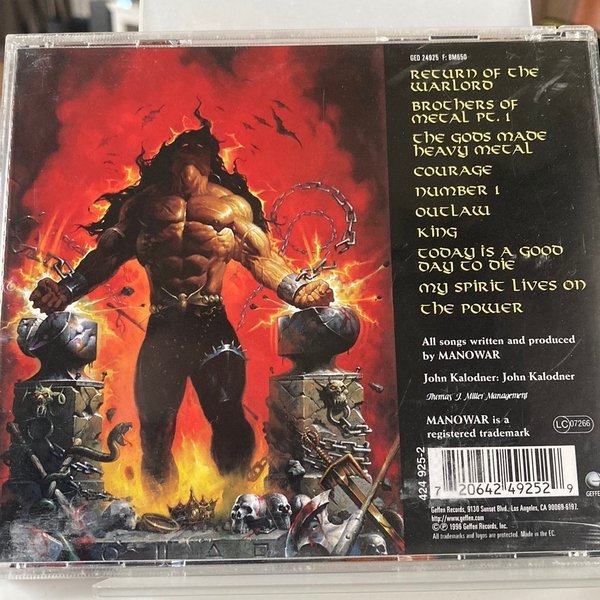 GED 24925 F: BM650
RETURN OF THE
WARLORD
BROTHERS OF
METAL PT. 1
THE GODS MADE
HEAVY METAL
COURAGE
NUMBER 1
OUTLAW
KING
TODAY IS A GOOD
DAY TO DIE
MY SPIRIT LIVES ON
THE POWER
All songs written and produced
by MANOWAR
John Kalodner: John Kalodner
Thomas J. Miller Management
MANOWAR is a
registered trademark
LC 07266
424 925-2
7 20642 49252 9
GEFFEN
Geffen Records, 9130 Sunset Blvd., Los Angeles, CA 90069-6197.
http://www.geffen.com
℗ © 1996 Geffen Records, Inc.
All trademarks and logos are protected. Made in the EC.